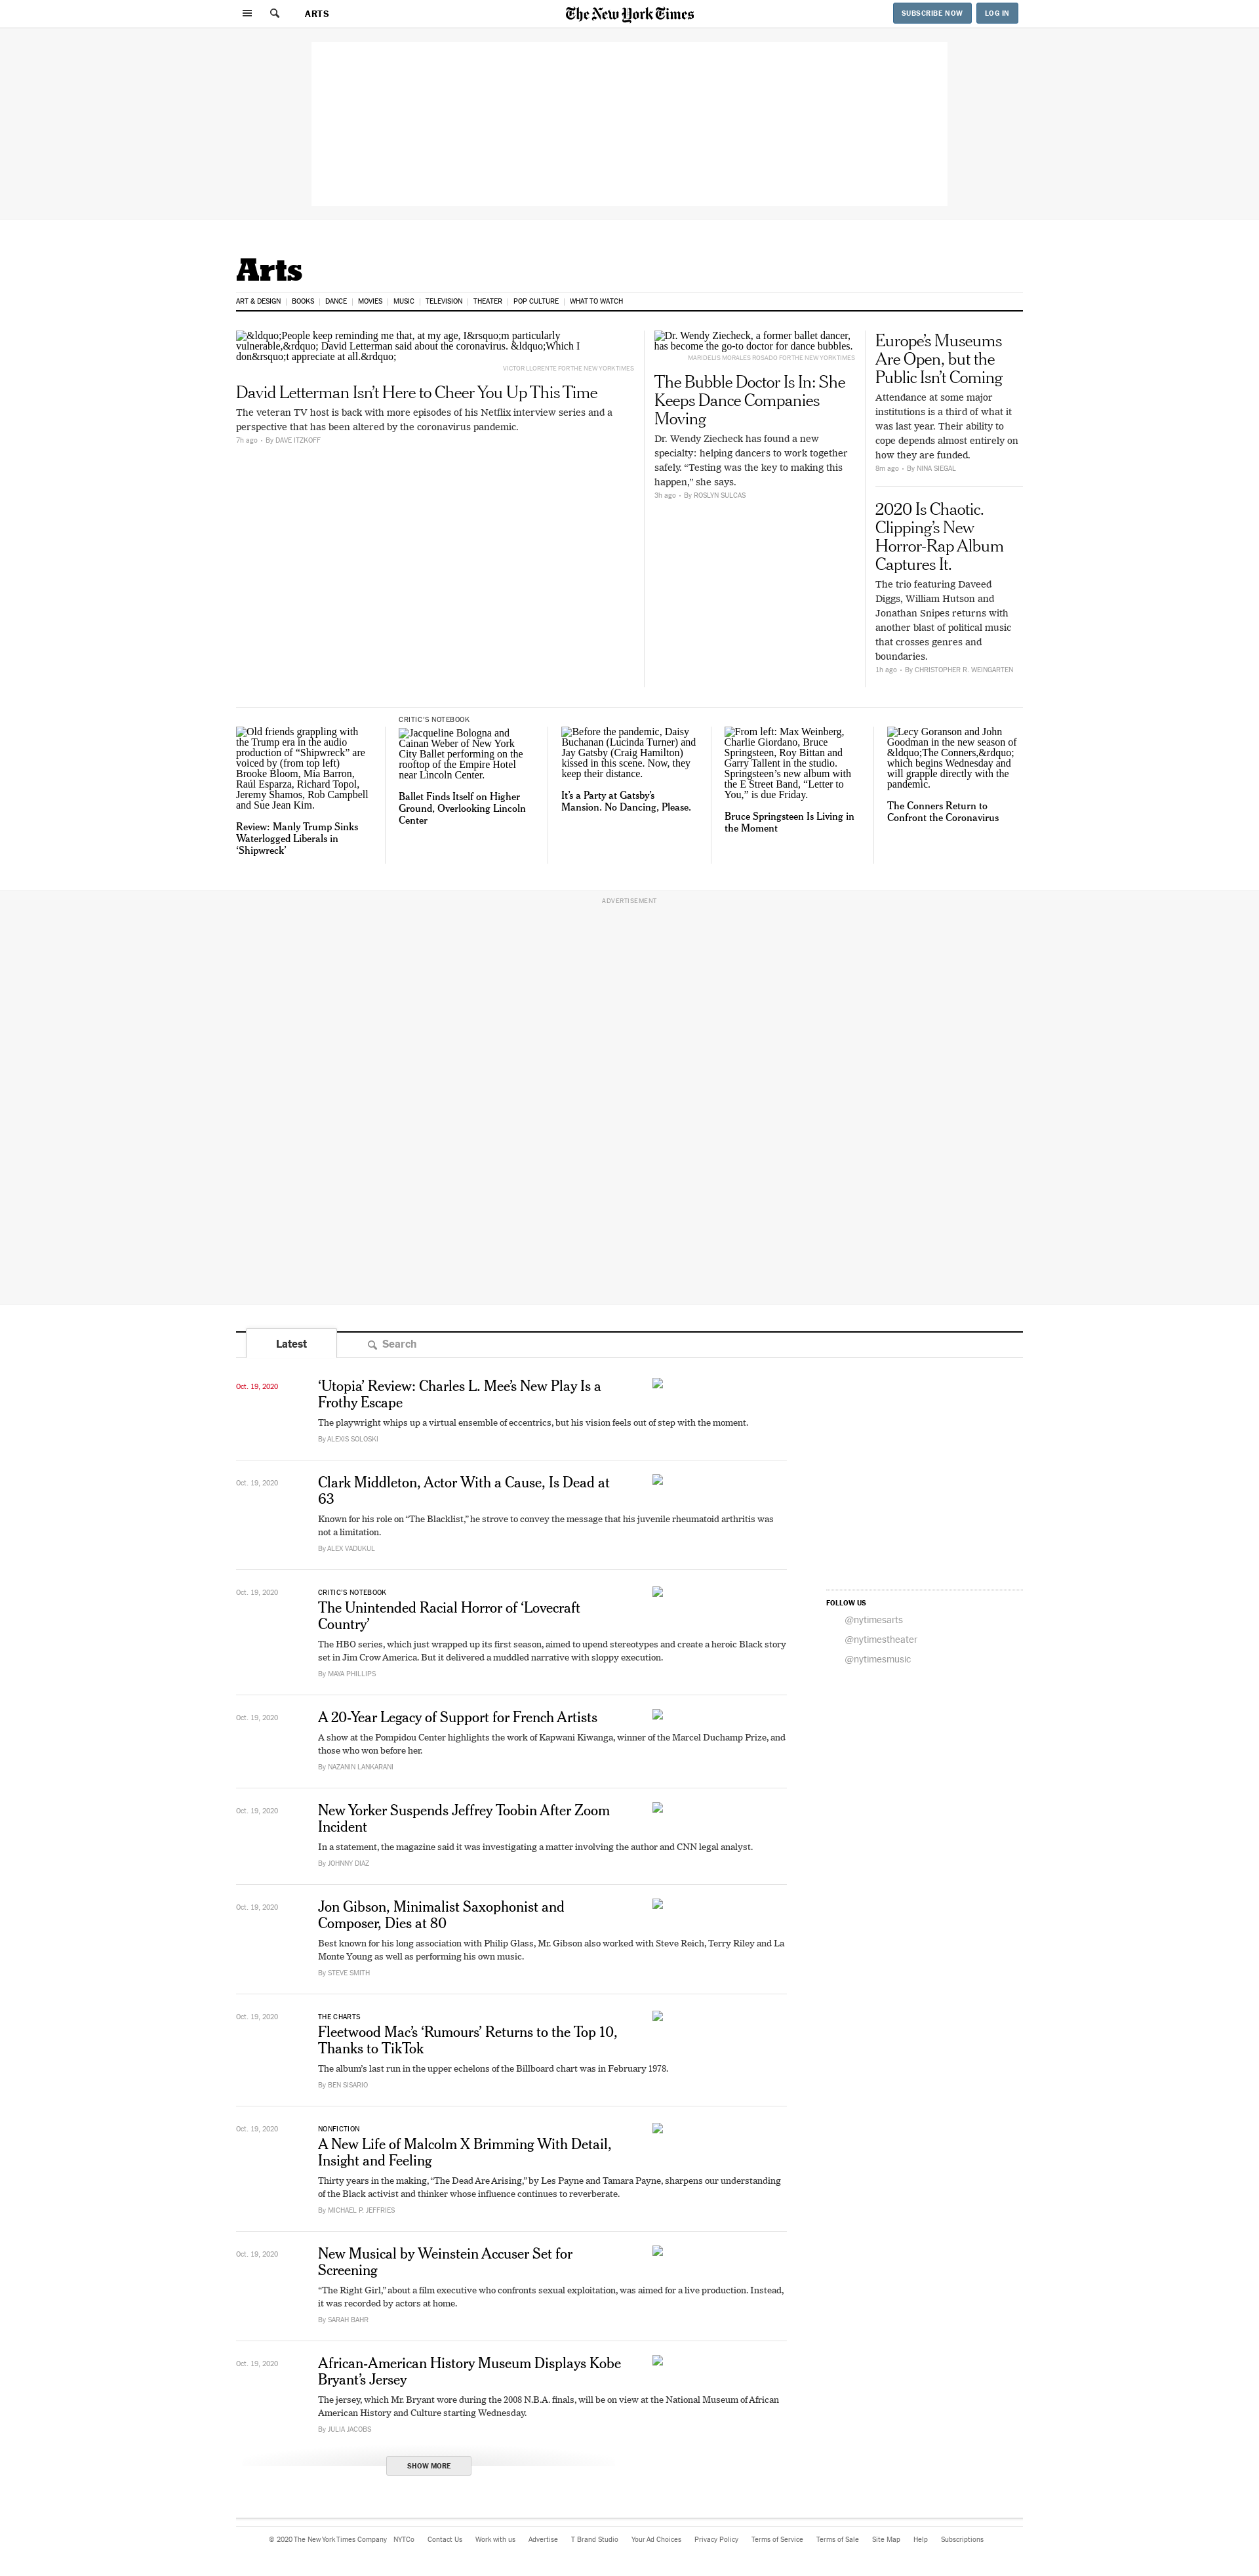 ARTS
The New York Times
SUBSCRIBE NOW
LOG IN
Arts
ART & DESIGN
BOOKS
DANCE
MOVIES
MUSIC
TELEVISION
THEATER
POP CULTURE
WHAT TO WATCH
&ldquo;People keep reminding me that, at my age, I&rsquo;m particularly
vulnerable,&rdquo; David Letterman said about the coronavirus. &ldquo;Which I
don&rsquo;t appreciate at all.&rdquo;
VICTOR LLORENTE FOR THE NEW YORK TIMES
David Letterman Isn’t Here to Cheer You Up This Time
The veteran TV host is back with more episodes of his Netflix interview series and a
perspective that has been altered by the coronavirus pandemic.
7h ago • By DAVE ITZKOFF
Dr. Wendy Ziecheck, a former ballet dancer,
has become the go-to doctor for dance bubbles.
MARIDELIS MORALES ROSADO FOR THE NEW YORK TIMES
The Bubble Doctor Is In: She
Keeps Dance Companies
Moving
Dr. Wendy Ziecheck has found a new
specialty: helping dancers to work together
safely. “Testing was the key to making this
happen,” she says.
3h ago • By ROSLYN SULCAS
Europe’s Museums
Are Open, but the
Public Isn’t Coming
Attendance at some major
institutions is a third of what it
was last year. Their ability to
cope depends almost entirely on
how they are funded.
8m ago • By NINA SIEGAL
2020 Is Chaotic.
Clipping’s New
Horror-Rap Album
Captures It.
The trio featuring Daveed
Diggs, William Hutson and
Jonathan Snipes returns with
another blast of political music
that crosses genres and
boundaries.
1h ago • By CHRISTOPHER R. WEINGARTEN
Old friends grappling with
the Trump era in the audio
production of “Shipwreck” are
voiced by (from top left)
Brooke Bloom, Mia Barron,
Raúl Esparza, Richard Topol,
Jeremy Shamos, Rob Campbell
and Sue Jean Kim.
Review: Manly Trump Sinks
Waterlogged Liberals in
‘Shipwreck’
CRITIC’S NOTEBOOK
Jacqueline Bologna and
Cainan Weber of New York
City Ballet performing on the
rooftop of the Empire Hotel
near Lincoln Center.
Ballet Finds Itself on Higher
Ground, Overlooking Lincoln
Center
Before the pandemic, Daisy
Buchanan (Lucinda Turner) and
Jay Gatsby (Craig Hamilton)
kissed in this scene. Now, they
keep their distance.
It’s a Party at Gatsby’s
Mansion. No Dancing, Please.
From left: Max Weinberg,
Charlie Giordano, Bruce
Springsteen, Roy Bittan and
Garry Tallent in the studio.
Springsteen’s new album with
the E Street Band, “Letter to
You,” is due Friday.
Bruce Springsteen Is Living in
the Moment
Lecy Goranson and John
Goodman in the new season of
&ldquo;The Conners,&rdquo;
which begins Wednesday and
will grapple directly with the
pandemic.
The Conners Return to
Confront the Coronavirus
ADVERTISEMENT
Latest
Search
Oct. 19, 2020
‘Utopia’ Review: Charles L. Mee’s New Play Is a
Frothy Escape
The playwright whips up a virtual ensemble of eccentrics, but his vision feels out of step with the moment.
By ALEXIS SOLOSKI
Oct. 19, 2020
Clark Middleton, Actor With a Cause, Is Dead at
63
Known for his role on “The Blacklist,” he strove to convey the message that his juvenile rheumatoid arthritis was
not a limitation.
By ALEX VADUKUL
Oct. 19, 2020
CRITIC’S NOTEBOOK
The Unintended Racial Horror of ‘Lovecraft
Country’
The HBO series, which just wrapped up its first season, aimed to upend stereotypes and create a heroic Black story
set in Jim Crow America. But it delivered a muddled narrative with sloppy execution.
By MAYA PHILLIPS
Oct. 19, 2020
A 20-Year Legacy of Support for French Artists
A show at the Pompidou Center highlights the work of Kapwani Kiwanga, winner of the Marcel Duchamp Prize, and
those who won before her.
By NAZANIN LANKARANI
Oct. 19, 2020
New Yorker Suspends Jeffrey Toobin After Zoom
Incident
In a statement, the magazine said it was investigating a matter involving the author and CNN legal analyst.
By JOHNNY DIAZ
Oct. 19, 2020
Jon Gibson, Minimalist Saxophonist and
Composer, Dies at 80
Best known for his long association with Philip Glass, Mr. Gibson also worked with Steve Reich, Terry Riley and La
Monte Young as well as performing his own music.
By STEVE SMITH
Oct. 19, 2020
THE CHARTS
Fleetwood Mac’s ‘Rumours’ Returns to the Top 10,
Thanks to TikTok
The album’s last run in the upper echelons of the Billboard chart was in February 1978.
By BEN SISARIO
Oct. 19, 2020
NONFICTION
A New Life of Malcolm X Brimming With Detail,
Insight and Feeling
Thirty years in the making, “The Dead Are Arising,” by Les Payne and Tamara Payne, sharpens our understanding
of the Black activist and thinker whose influence continues to reverberate.
By MICHAEL P. JEFFRIES
Oct. 19, 2020
New Musical by Weinstein Accuser Set for
Screening
“The Right Girl,” about a film executive who confronts sexual exploitation, was aimed for a live production. Instead,
it was recorded by actors at home.
By SARAH BAHR
Oct. 19, 2020
African-American History Museum Displays Kobe
Bryant’s Jersey
The jersey, which Mr. Bryant wore during the 2008 N.B.A. finals, will be on view at the National Museum of African
American History and Culture starting Wednesday.
By JULIA JACOBS
SHOW MORE
FOLLOW US
@nytimesarts
@nytimestheater
@nytimesmusic
© 2020 The New York Times Company
NYTCo
Contact Us
Work with us
Advertise
T Brand Studio
Your Ad Choices
Privacy Policy
Terms of Service
Terms of Sale
Site Map
Help
Subscriptions